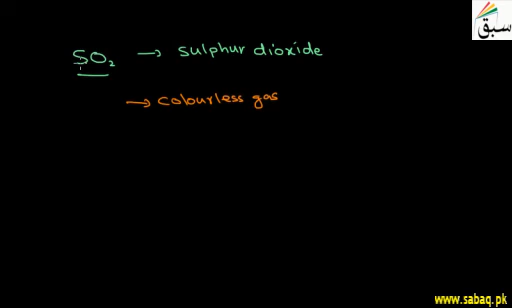 سبق
SO₂ → Sulphur dioxide
→ Colourless gas
www.sabaq.pk